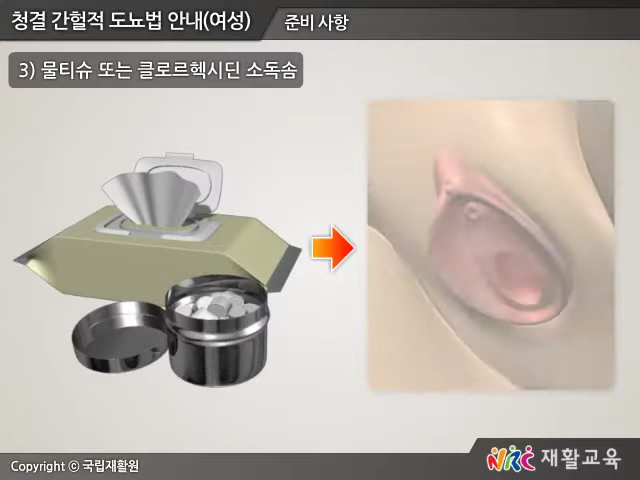 청결 간헐적 도뇨법 안내(여성) 준비 사항
3) 물티슈 또는 클로르헥시딘 소독솜
Copyright © 국립재활원
NRC 재활교육